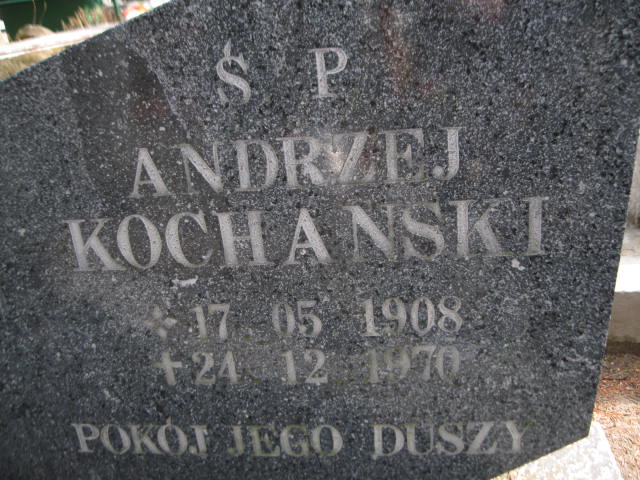 Ś P
ANDRZEJ
KOCHANSKI
17 05 1908
+ 24 12 1970
POKÓJ JEGO DUSZY